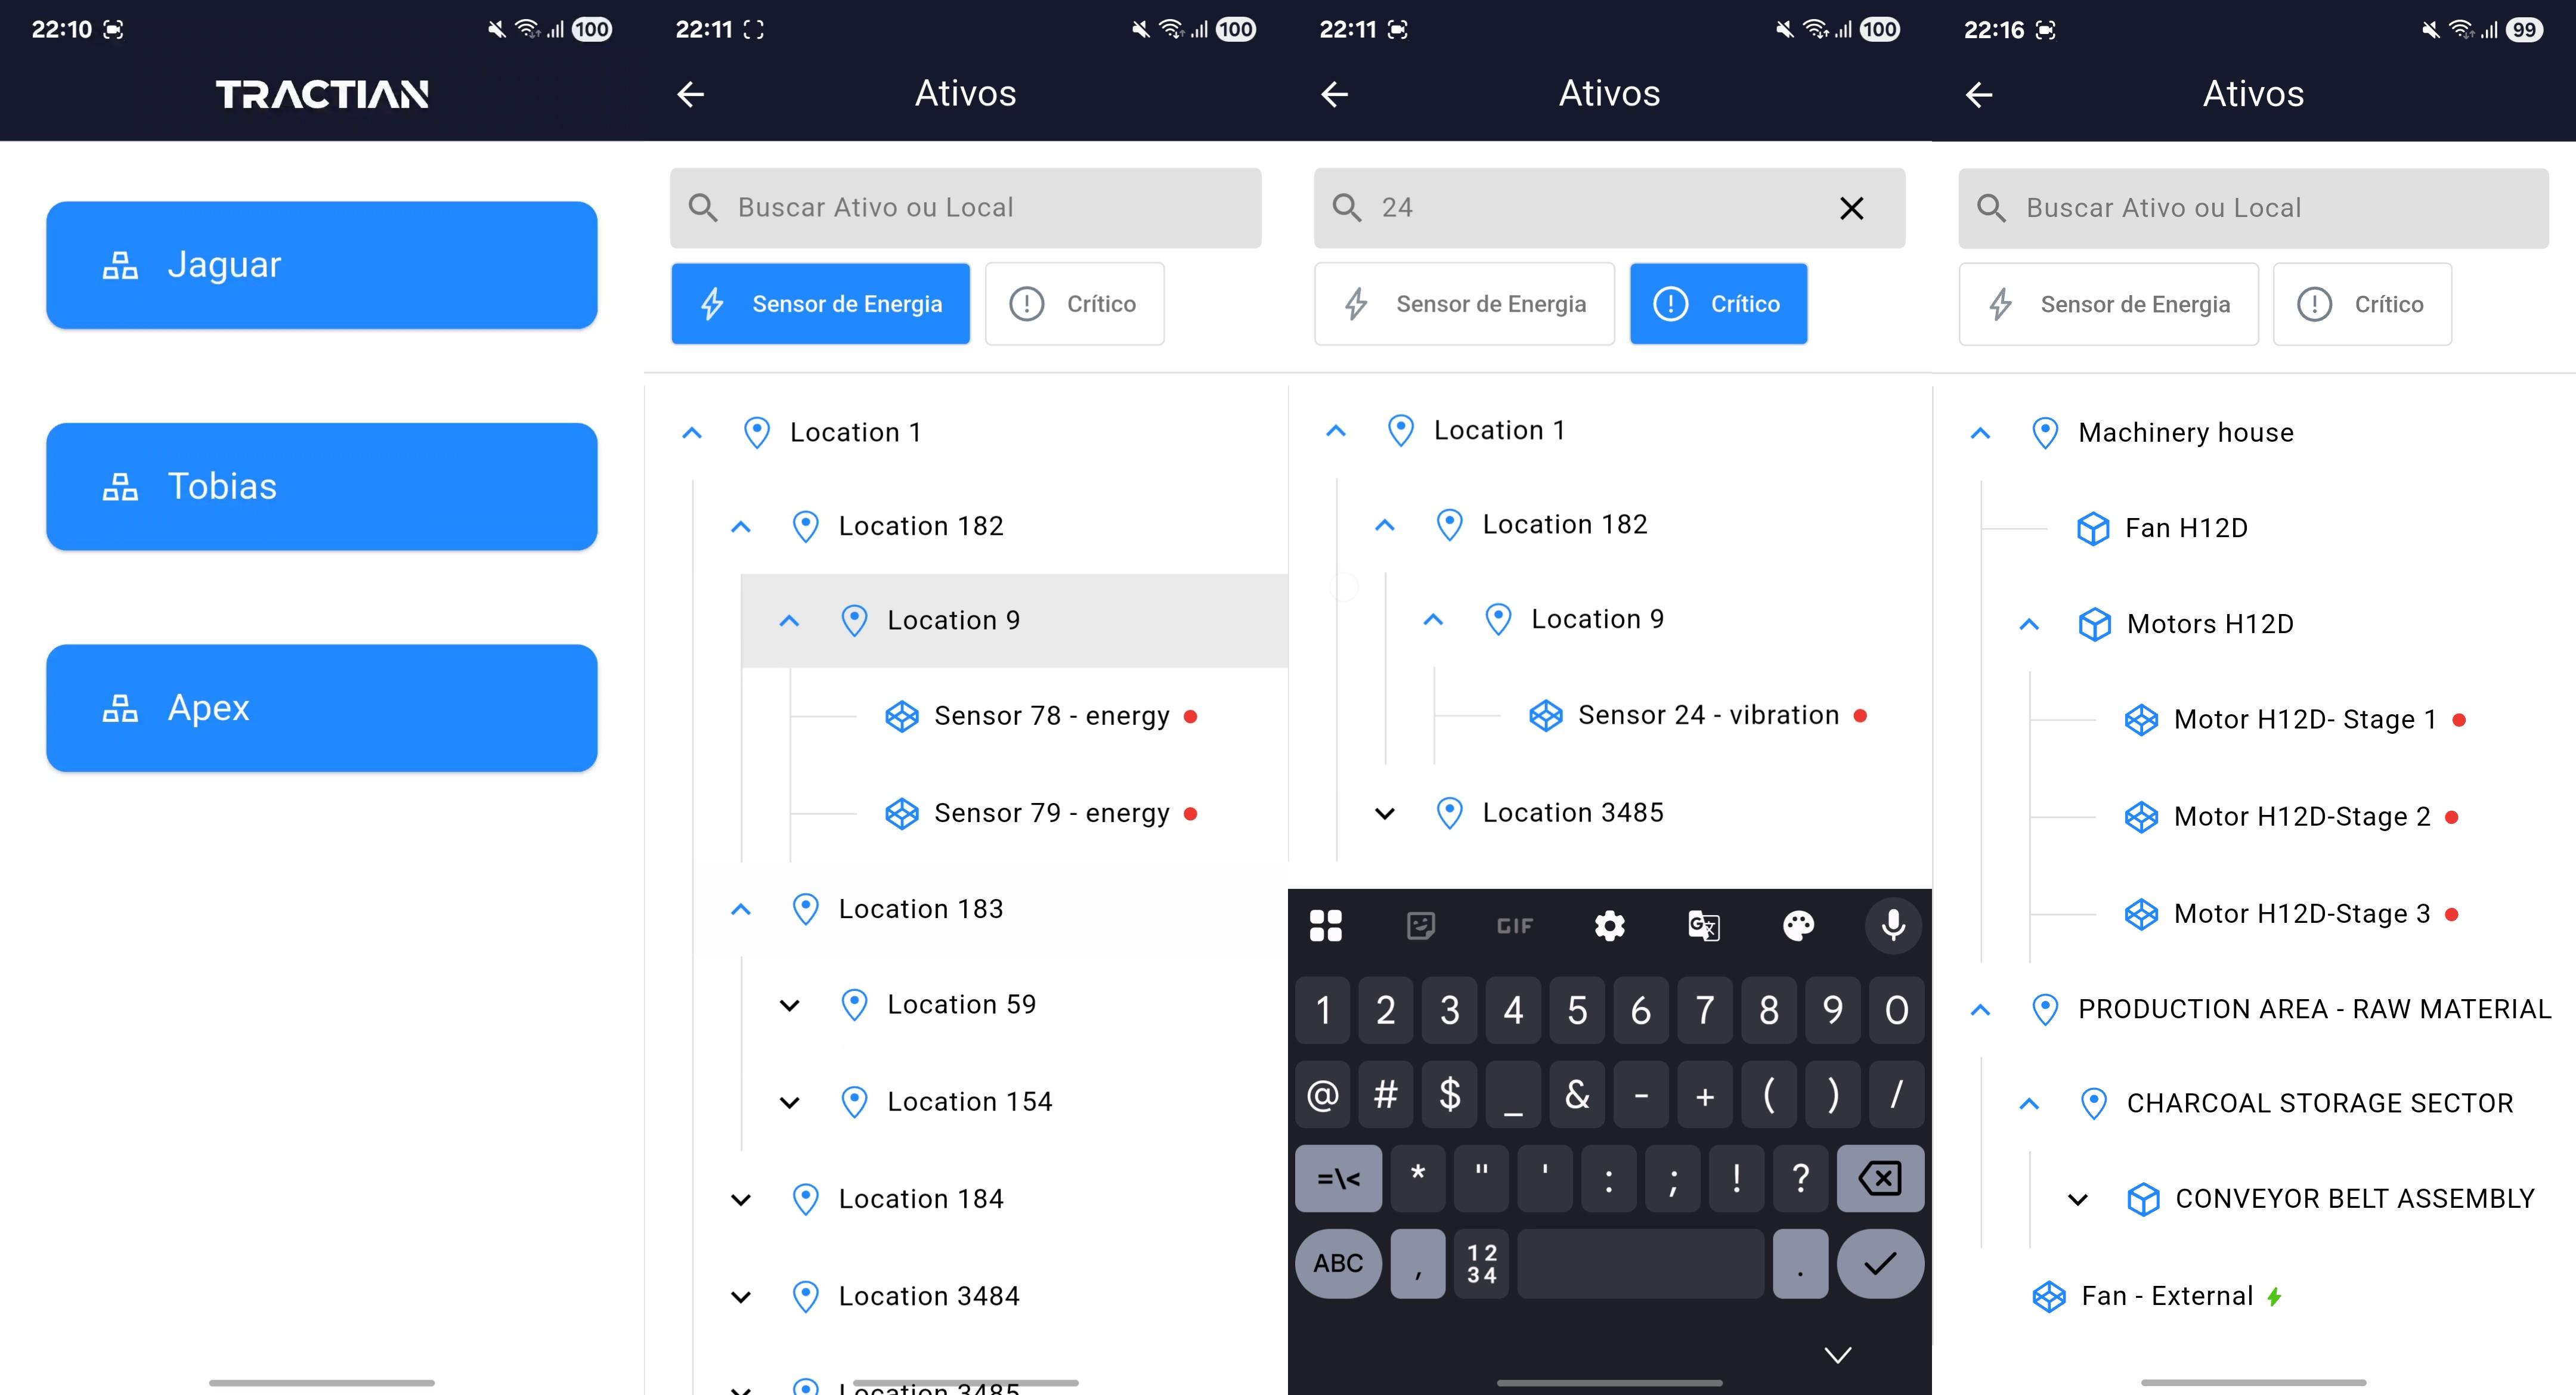 22:10
100
TRACTIAN
Jaguar
Tobias
Apex
22:11
100
Ativos
Buscar Ativo ou Local
Sensor de Energia
Crítico
Location 1
Location 182
Location 9
Sensor 78 - energy
Sensor 79 - energy
Location 183
Location 59
Location 154
Location 184
Location 3484
Location 3485
22:11
100
Ativos
24
Sensor de Energia
Crítico
Location 1
Location 182
Location 9
Sensor 24 - vibration
Location 3485
GIF
1 2 3 4 5 6 7 8 9 0
@ # $ _ & - + ( ) /
=\< * " ' : ; ! ?
ABC , 12 34 .
22:16
99
Ativos
Buscar Ativo ou Local
Sensor de Energia
Crítico
Machinery house
Fan H12D
Motors H12D
Motor H12D- Stage 1
Motor H12D-Stage 2
Motor H12D-Stage 3
PRODUCTION AREA - RAW MATERIAL
CHARCOAL STORAGE SECTOR
CONVEYOR BELT ASSEMBLY
Fan - External